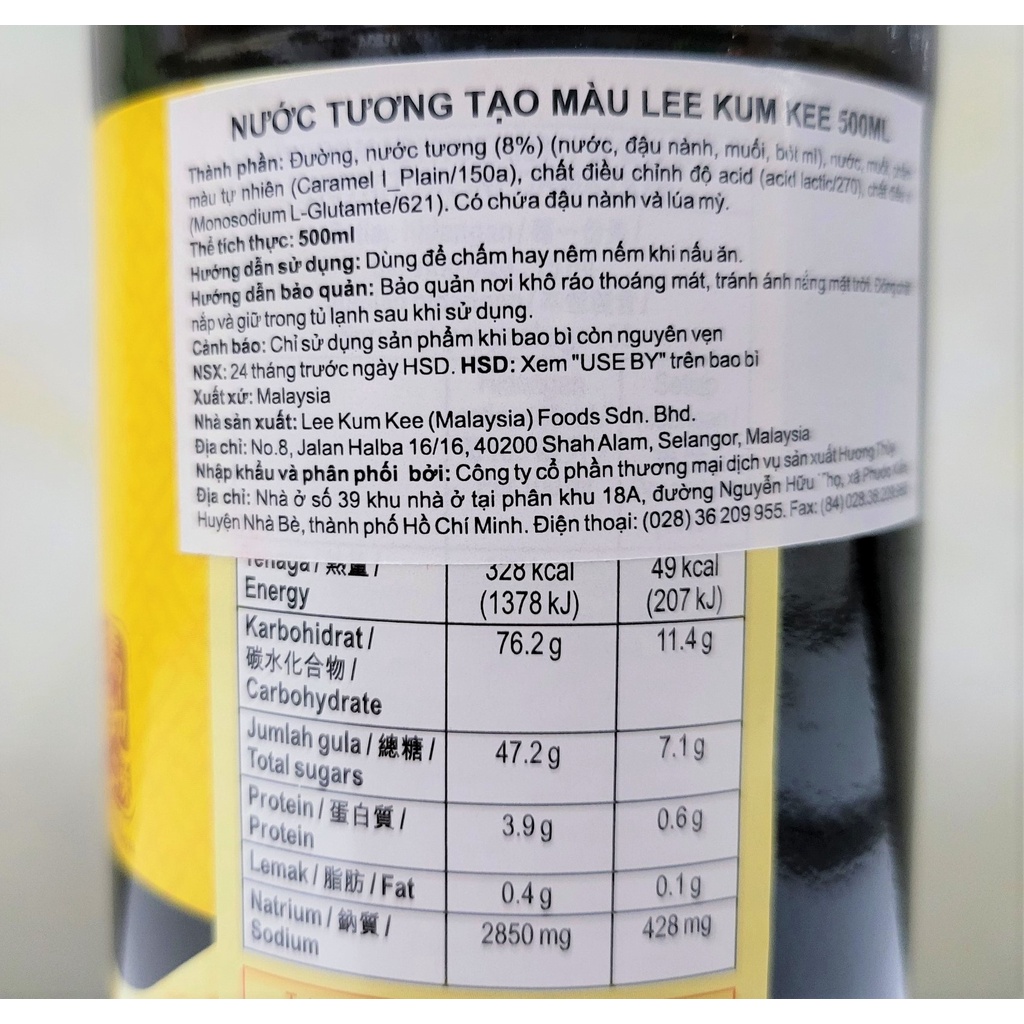 NƯỚC TƯƠNG TẠO MÀU LEE KUM KEE 500ML
Thành phần: Đường, nước tương (8%) (nước, đậu nành, muối, bột mì), nước, muối,
màu tự nhiên (Caramel I_Plain/150a), chất điều chỉnh độ acid (acid lactic/270),
(Monosodium L-Glutamte/621). Có chứa đậu nành và lúa mỳ.
Thể tích thực: 500ml
Hướng dẫn sử dụng: Dùng để chấm hay nêm nếm khi nấu ăn.
Hướng dẫn bảo quản: Bảo quản nơi khô ráo thoáng mát, tránh ánh nắng mặt trời.
nắp và giữ trong tủ lạnh sau khi sử dụng.
Cảnh báo: Chỉ sử dụng sản phẩm khi bao bì còn nguyên vẹn
NSX: 24 tháng trước ngày HSD. HSD: Xem "USE BY" trên bao bì
Xuất xứ: Malaysia
Nhà sản xuất: Lee Kum Kee (Malaysia) Foods Sdn. Bhd.
Địa chỉ: No.8, Jalan Halba 16/16, 40200 Shah Alam, Selangor, Malaysia
Nhập khẩu và phân phối bởi: Công ty cổ phần thương mại dịch vụ sản xuất Hương Thủy
Địa chỉ: Nhà ở số 39 khu nhà ở tại phân khu 18A, đường Nguyễn Hữu Thọ, xã Phước
Huyện Nhà Bè, thành phố Hồ Chí Minh. Điện thoại: (028) 36 209 955. Fax:
Tenaga / 熱量 / 328 kcal 49 kcal
Energy (1378 kJ) (207 kJ)
Karbohidrat / 76.2 g 11.4 g
碳水化合物 /
Carbohydrate
Jumlah gula / 總糖 / 47.2 g 7.1 g
Total sugars
Protein / 蛋白質 / 3.9 g 0.6 g
Protein
Lemak / 脂肪 / Fat 0.4 g 0.1 g
Natrium / 鈉質 / 2850 mg 428 mg
Sodium